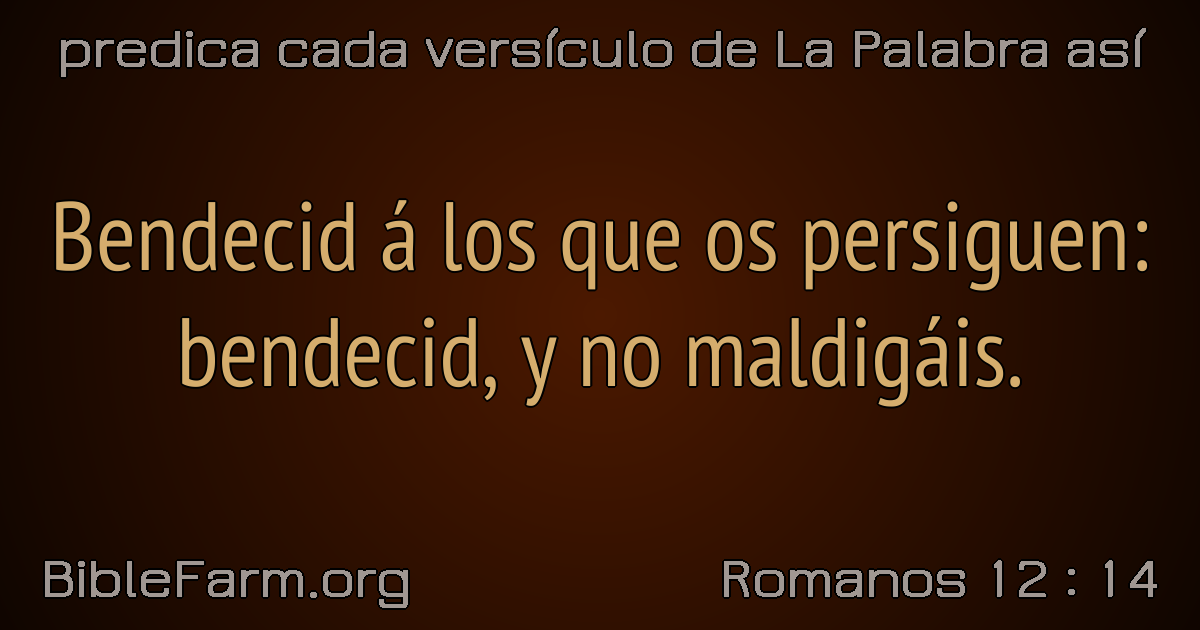 predica cada versículo de La Palabra así
Bendecid á los que os persiguen:
bendecid, y no maldigáis.
BibleFarm.org
Romanos 12 : 14